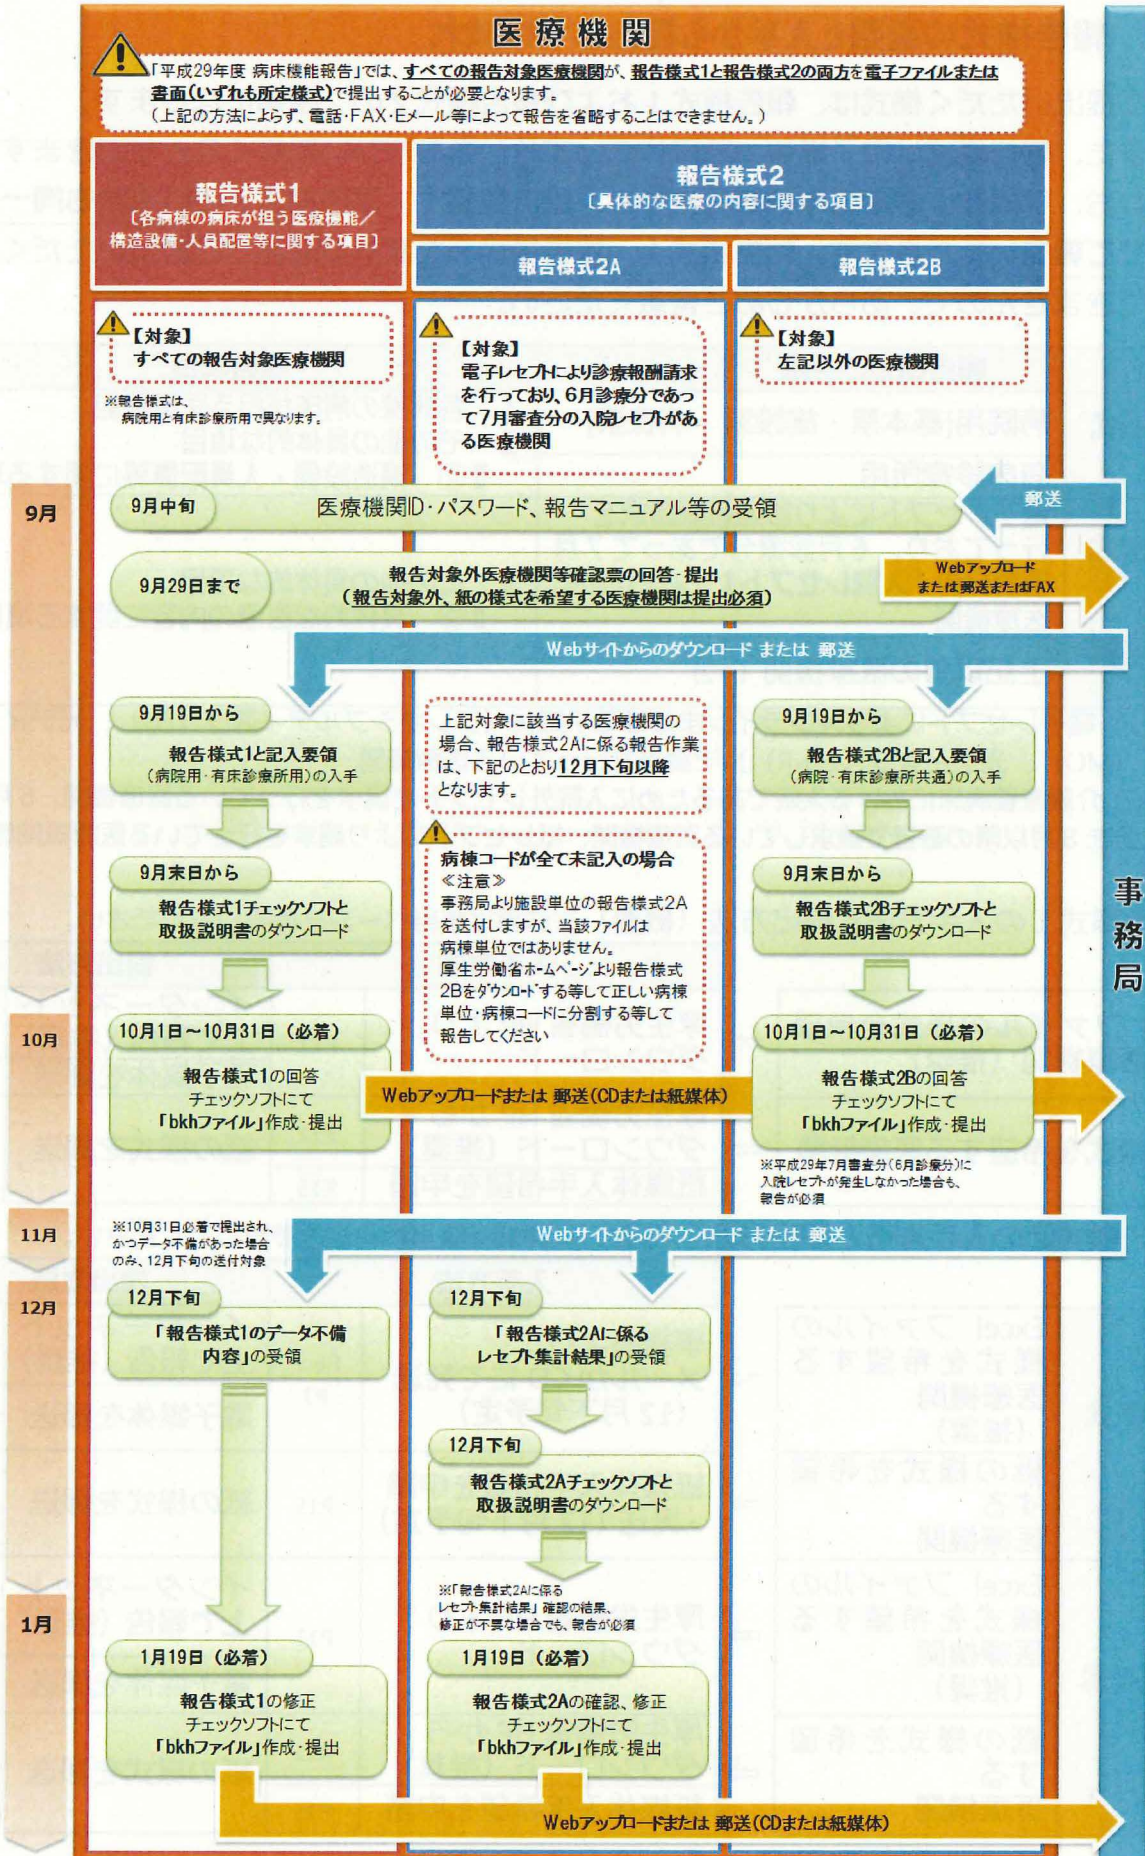 医療機関
「平成29年度 病床機能報告」では、すべての報告対象医療機関が、報告様式1と報告様式2の両方を電子ファイルまたは
書面(いずれも所定様式)で提出することが必要となります。
(上記の方法によらず、電話・FAX・Eメール等によって報告を省略することはできません。)
報告様式1
〔各病棟の病床が担う医療機能／
構造設備・人員配置等に関する項目〕
報告様式2
〔具体的な医療の内容に関する項目〕
報告様式2A
報告様式2B
【対象】
すべての報告対象医療機関
※報告様式は、
病院用と有床診療所用で異なります。
【対象】
電子レセプトにより診療報酬請求
を行っており、6月診療分であっ
て7月審査分の入院レセプトがあ
る医療機関
【対象】
左記以外の医療機関
9月
9月中旬
医療機関ID・パスワード、報告マニュアル等の受領
郵送
9月29日まで
報告対象外医療機関等確認票の回答・提出
(報告対象外、紙の様式を希望する医療機関は提出必須)
Webアップロード
または郵送またはFAX
Webサイトからのダウンロード または 郵送
9月19日から
報告様式1と記入要領
(病院用・有床診療所用)の入手
上記対象に該当する医療機関の
場合、報告様式2Aに係る報告作業
は、下記のとおり12月下旬以降
となります。
9月19日から
報告様式2Bと記入要領
(病院・有床診療所共通)の入手
9月末日から
報告様式1チェックソフトと
取扱説明書のダウンロード
病棟コードが全て未記入の場合
≪注意≫
事務局より施設単位の報告様式2A
を送付しますが、当該ファイルは
病棟単位ではありません。
厚生労働省ホームページより報告様式
2Bをダウンロードする等して正しい病棟
単位・病棟コードに分割する等して
報告してください
9月末日から
報告様式2Bチェックソフトと
取扱説明書のダウンロード
事務局
10月
10月1日～10月31日（必着）
報告様式1の回答
チェックソフトにて
「bkhファイル」作成・提出
Webアップロードまたは 郵送(CDまたは紙媒体)
10月1日～10月31日（必着）
報告様式2Bの回答
チェックソフトにて
「bkhファイル」作成・提出
※平成29年7月審査分(6月診療分)に
入院レセプトが発生しなかった場合も、
報告が必須
11月
※10月31日必着で提出され、
かつデータ不備があった場合
のみ、12月下旬の送付対象
Webサイトからのダウンロード または 郵送
12月
12月下旬
「報告様式1のデータ不備
内容」の受領
12月下旬
「報告様式2Aに係る
レセプト集計結果」の受領
12月下旬
報告様式2Aチェックソフトと
取扱説明書のダウンロード
※「報告様式2Aに係る
レセプト集計結果」確認の結果、
修正が不要な場合でも、報告が必須
1月
1月19日（必着）
報告様式1の修正
チェックソフトにて
「bkhファイル」作成・提出
1月19日（必着）
報告様式2Aの確認、修正
チェックソフトにて
「bkhファイル」作成・提出
Webアップロードまたは 郵送(CDまたは紙媒体)